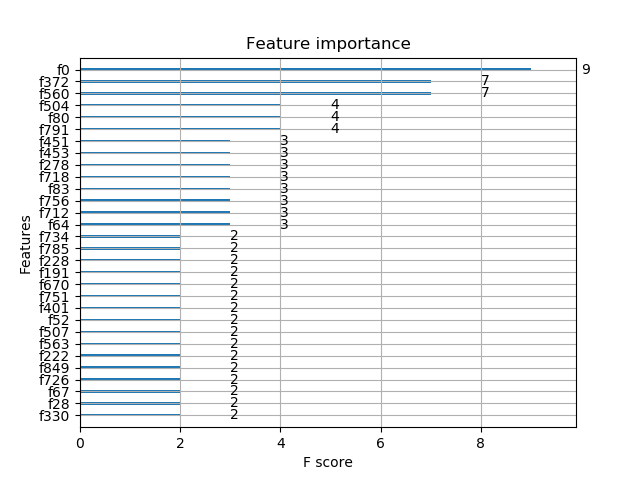 Feature importance
Features
f0 9
f372 7
f560 7
f504 4
f80 4
f791 4
f451 3
f453 3
f278 3
f718 3
f83 3
f756 3
f712 3
f64 3
f734 2
f785 2
f228 2
f191 2
f670 2
f751 2
f401 2
f52 2
f507 2
f563 2
f222 2
f849 2
f726 2
f67 2
f28 2
f330 2
0 2 4 6 8
F score